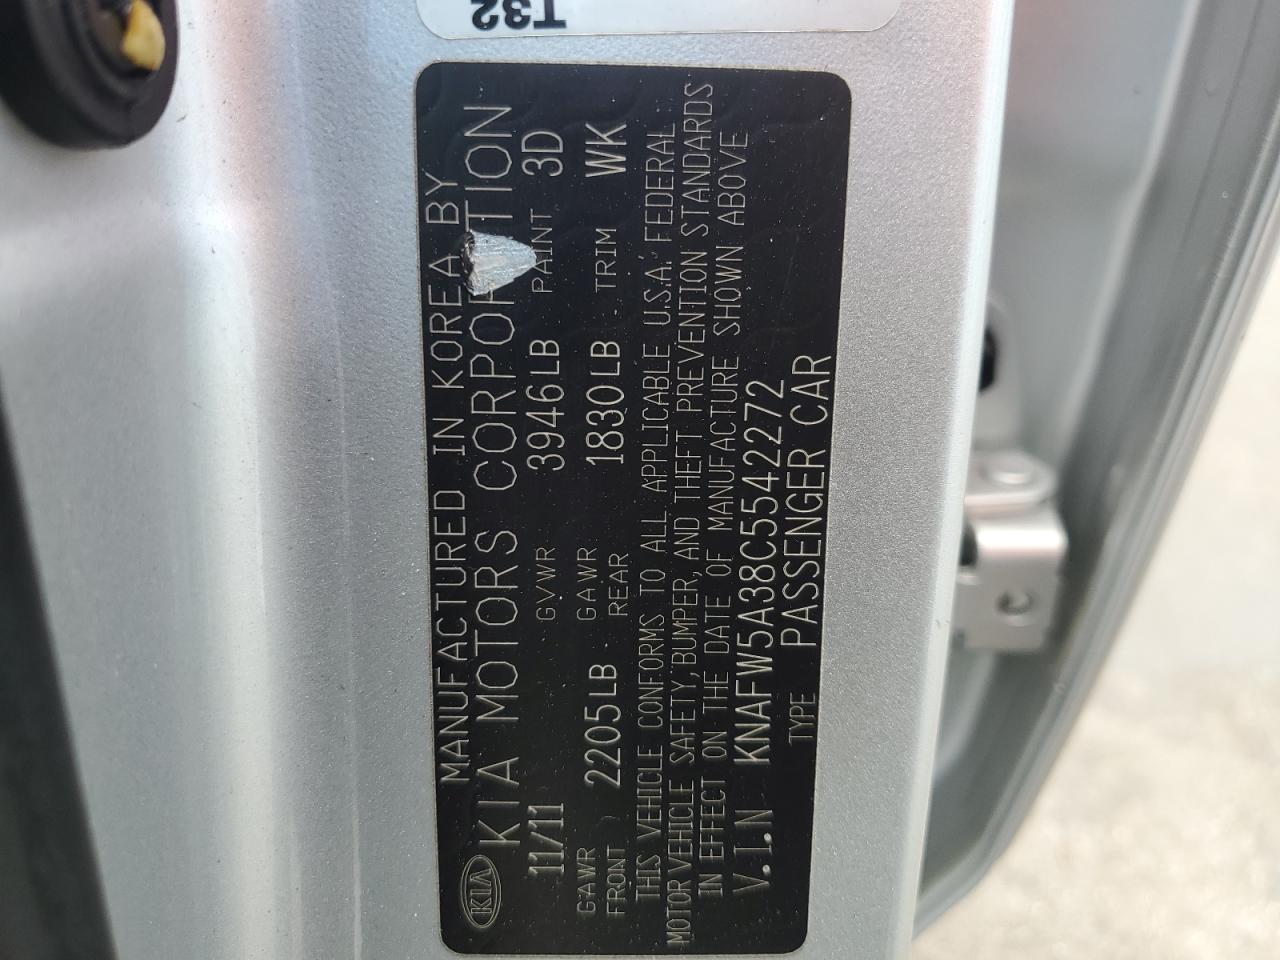 T32
MANUFACTURED IN KOREA BY
KIA KIA MOTORS CORPORATION
11/11 GVWR 3946LB PAINT 3D
GAWR FRONT 2205LB GAWR REAR 1830LB TRIM WK
THIS VEHICLE CONFORMS TO ALL APPLICABLE U.S.A. FEDERAL
MOTOR VEHICLE SAFETY, BUMPER, AND THEFT PREVENTION STANDARDS
IN EFFECT ON THE DATE OF MANUFACTURE SHOWN ABOVE
V.I.N KNAFW5A38C5542272
TYPE PASSENGER CAR